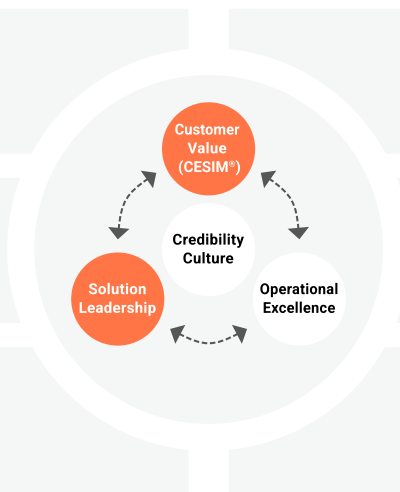 Customer
Value
(CESIM®)
Credibility
Culture
Solution
Leadership
Operational
Excellence